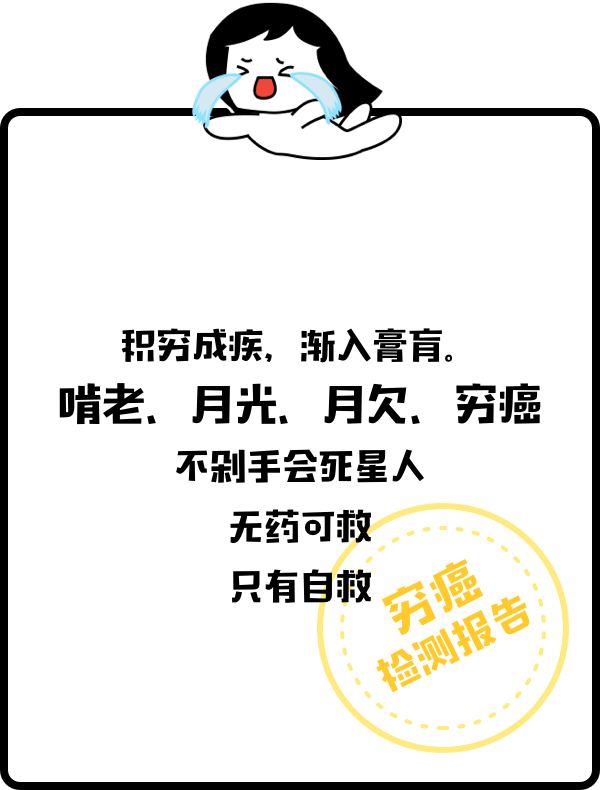 积穷成疾，渐入膏肓。
啃老、月光、月欠、穷癌
不剁手会死星人
无药可救
只有自救
穷癌
检测报告